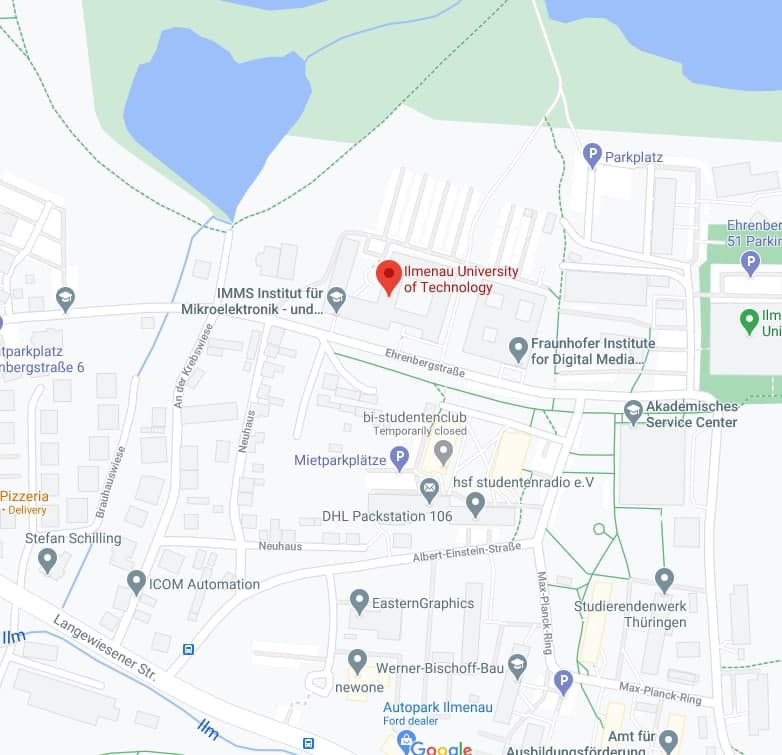 P
Parkplatz
Ehrenber
51 Parkin
P
Ilmenau University
of Technology
IMMS Institut für
Mikroelektronik - und...
Ilm
Uni
tparkplatz
nbergstraße 6
An der Krebswiese
Ehrenbergstraße
Fraunhofer Institute
for Digital Media...
Akademisches
Service Center
bi-studentenclub
Temporarily closed
Neuhaus
Mietparkplätze
P
hsf studentenradio e.V
Brauhauswiese
Pizzeria
• Delivery
DHL Packstation 106
Stefan Schilling
Neuhaus
Albert-Einstein-Straße
ICOM Automation
EasternGraphics
Max-Planck-Ring
Studierendenwerk
Thüringen
Langewiesener Str.
Ilm
Werner-Bischoff-Bau
newone
P
Max-Planck-Ring
Autopark Ilmenau
Ford dealer
Ilm
Google
Amt für
Ausbildungsförderung